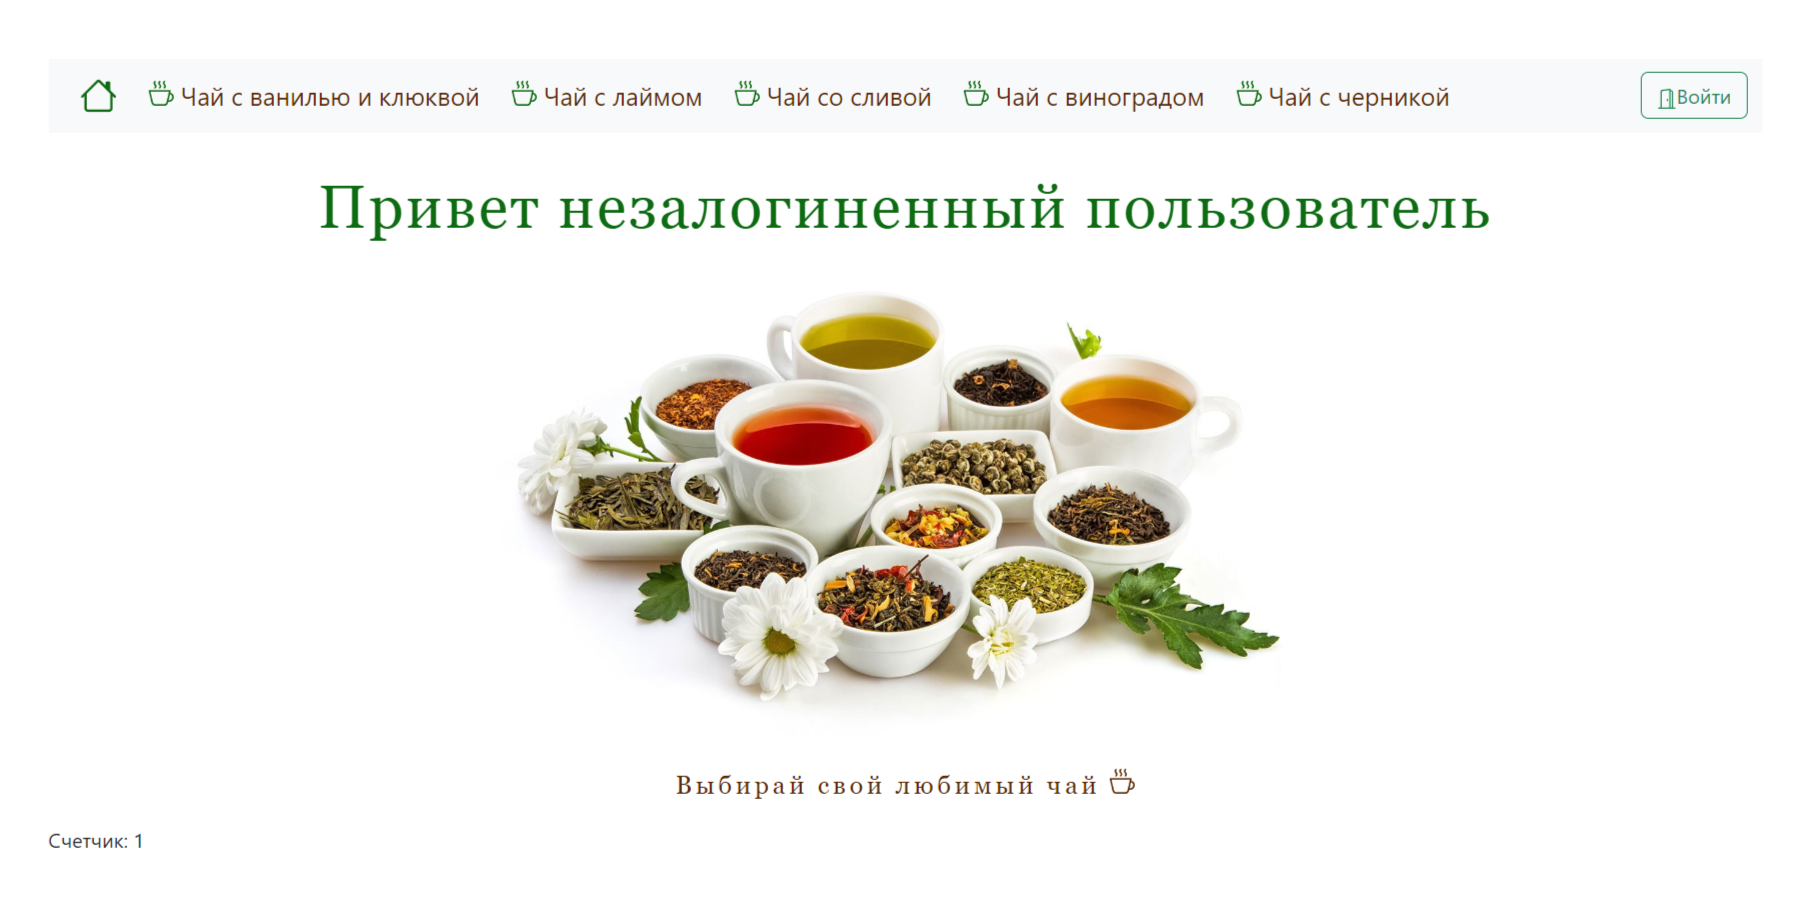 Чай с ванилью и клюквой Чай с лаймом Чай со сливой Чай с виноградом Чай с черникой Войти
Привет незалогиненный пользователь
Выбирай свой любимый чай
Счетчик: 1